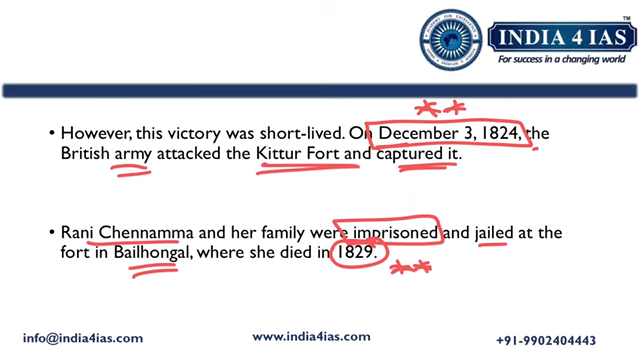 INDIA 4 IAS
TM
For success in a changing world
• However, this victory was short-lived. On December 3, 1824, the
British army attacked the Kittur Fort and captured it.
• Rani Chennamma and her family were imprisoned and jailed at the
fort in Bailhongal, where she died in 1829.
info@india4ias.com
www.india4ias.com
+91-9902404443